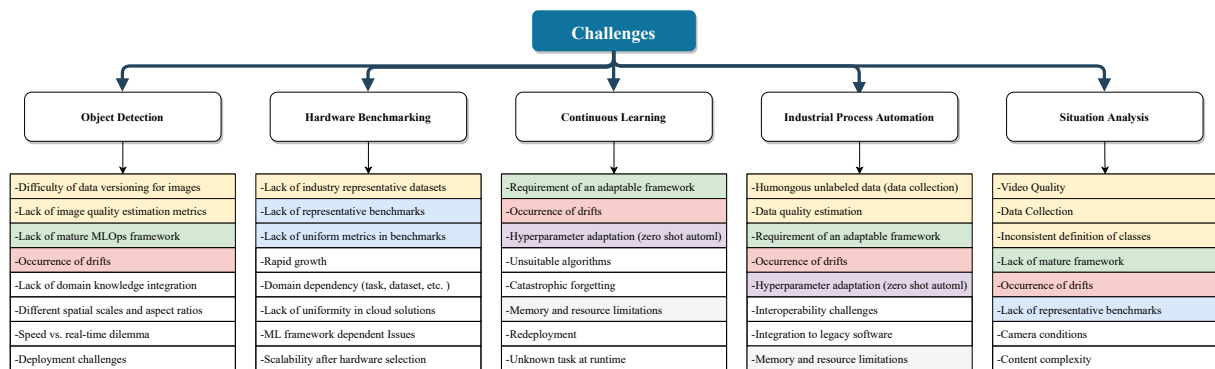 Challenges
Object Detection
Hardware Benchmarking
Continuous Learning
Industrial Process Automation
Situation Analysis
-Difficulty of data versioning for images
-Lack of image quality estimation metrics
-Lack of mature MLOps framework
-Occurrence of drifts
-Lack of domain knowledge integration
-Different spatial scales and aspect ratios
-Speed vs. real-time dilemma
-Deployment challenges
-Lack of industry representative datasets
-Lack of representative benchmarks
-Lack of uniform metrics in benchmarks
-Rapid growth
-Domain dependency (task, dataset, etc. )
-Lack of uniformity in cloud solutions
-ML framework dependent Issues
-Scalability after hardware selection
-Requirement of an adaptable framework
-Occurrence of drifts
-Hyperparameter adaptation (zero shot automl)
-Unsuitable algorithms
-Catastrophic forgetting
-Memory and resource limitations
-Redeployment
-Unknown task at runtime
-Humongous unlabeled data (data collection)
-Data quality estimation
-Requirement of an adaptable framework
-Occurrence of drifts
-Hyperparameter adaptation (zero shot automl)
-Interoperability challenges
-Integration to legacy software
-Memory and resource limitations
-Video Quality
-Data Collection
-Inconsistent definition of classes
-Lack of mature framework
-Occurrence of drifts
-Lack of representative benchmarks
-Camera conditions
-Content complexity